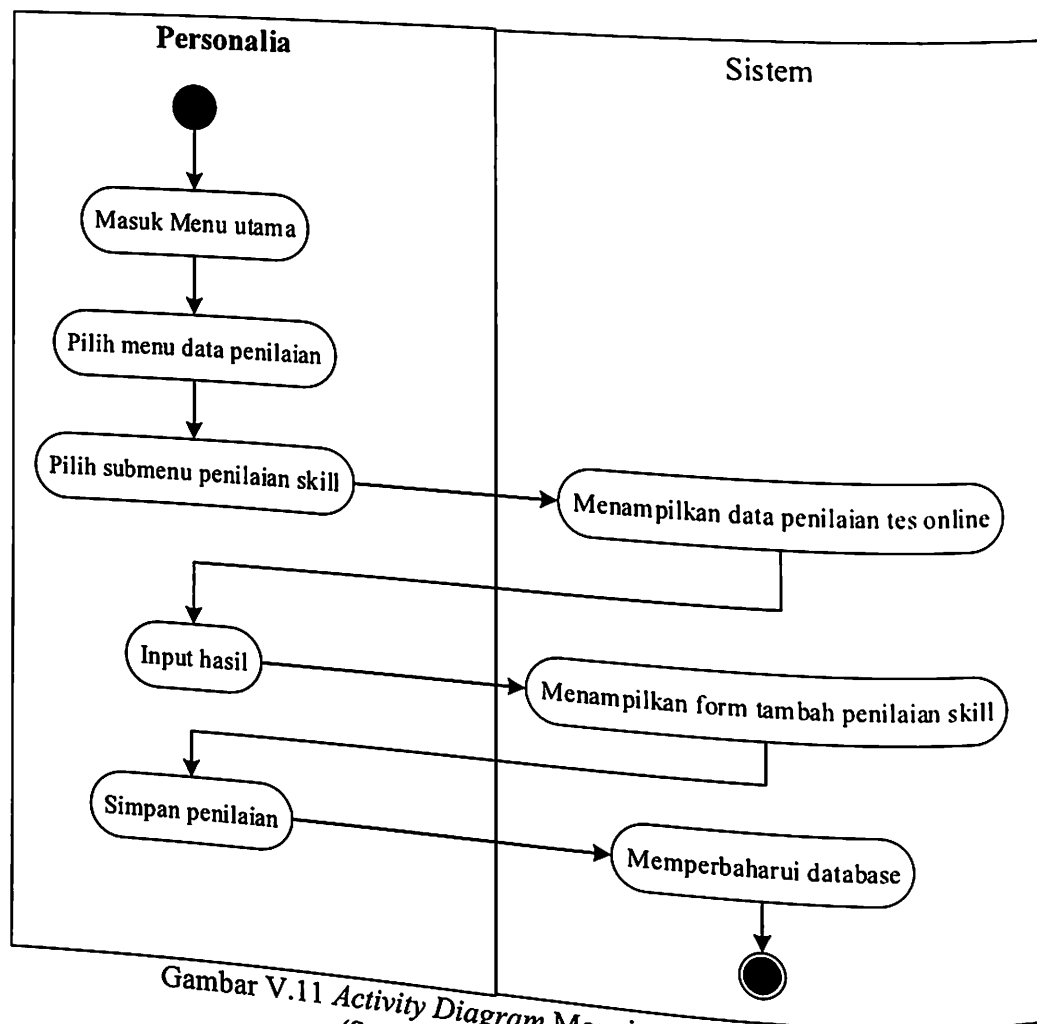 Personalia
Sistem
Masuk Menu utama
Pilih menu data penilaian
Pilih submenu penilaian skill
Menampilkan data penilaian tes online
Input hasil
Menampilkan form tambah penilaian skill
Simpan penilaian
Memperbaharui database
Gambar V.11 Activity Diagram